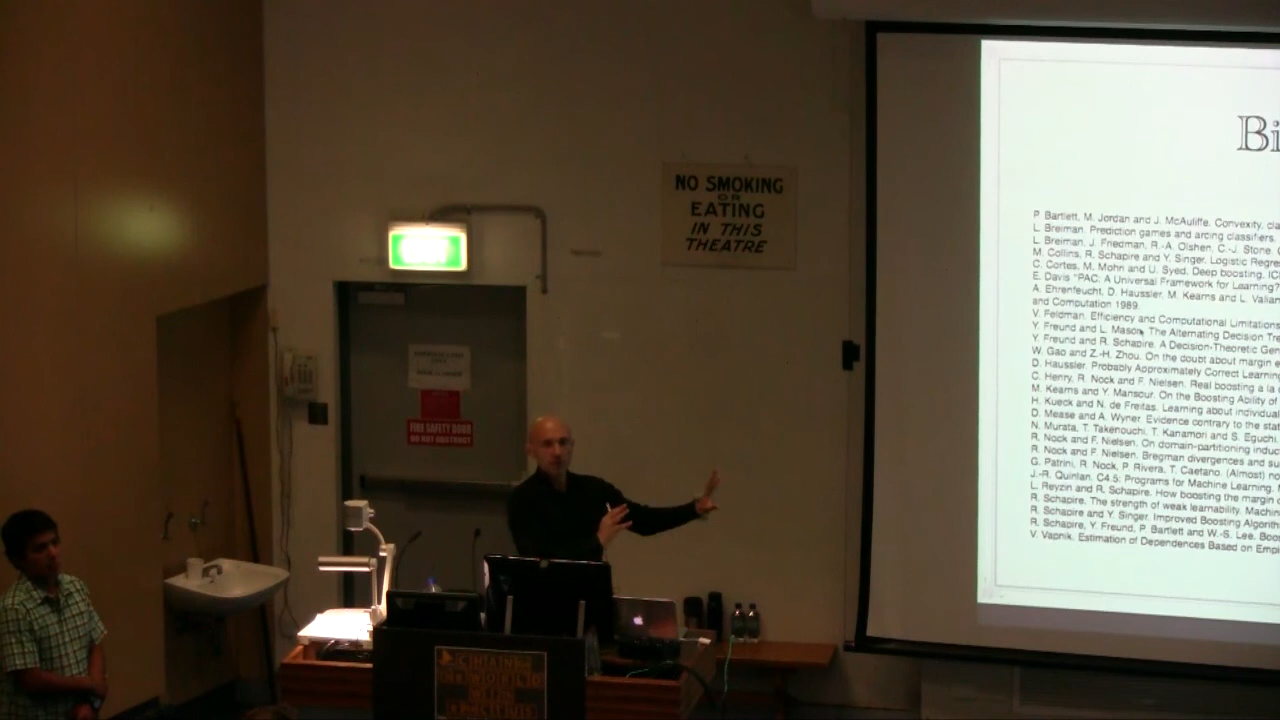 NO SMOKING
OR
EATING
IN THIS
THEATRE
FIRE SAFETY DOOR
DO NOT OBSTRUCT
Bi
P. Bartlett, M. Jordan and J. McAuliffe. Convexity, cla
L. Breiman. Prediction games and arcing classifiers.
L. Breiman, J. Friedman, R.-A. Olshen, C.-J. Stone.
M. Collins, R. Schapire and Y. Singer. Logistic Regres
C. Cortes, M. Mohri and U. Syed. Deep boosting. IC
E. Davis "PAC: A Universal Framework for Learning?
A. Ehrenfeucht, D. Haussler, M. Kearns and L. Valian
and Computation 1989.
V. Feldman. Efficiency and Computational Limitations
Y. Freund and L. Mason. The Alternating Decision Tre
Y. Freund and R. Schapire. A Decision-Theoretic Gen
W. Gao and Z.-H. Zhou. On the doubt about margin e
D. Haussler. Probably Approximately Correct Learning
C. Henry, R. Nock and F. Nielsen. Real boosting a la
M. Kearns and Y. Mansour. On the Boosting Ability of
H. Kueck and N. de Freitas. Learning about individual
D. Mease and A. Wyner. Evidence contrary to the stat
N. Murata, T. Takenouchi, T. Kanamori and S. Eguchi.
R. Nock and F. Nielsen. On domain-partitioning induc
R. Nock and F. Nielsen. Bregman divergences and su
G. Patrini, R. Nock, P. Rivera, T. Caetano. (Almost) no
J.-R. Quinlan. C4.5: Programs for Machine Learning.
L. Reyzin and R. Schapire. How boosting the margin
R. Schapire. The strength of weak learnability. Machin
R. Schapire and Y. Singer. Improved Boosting Algorith
R. Schapire, Y. Freund, P. Bartlett and W.-S. Lee. Boo
V. Vapnik. Estimation of Dependences Based on Empi